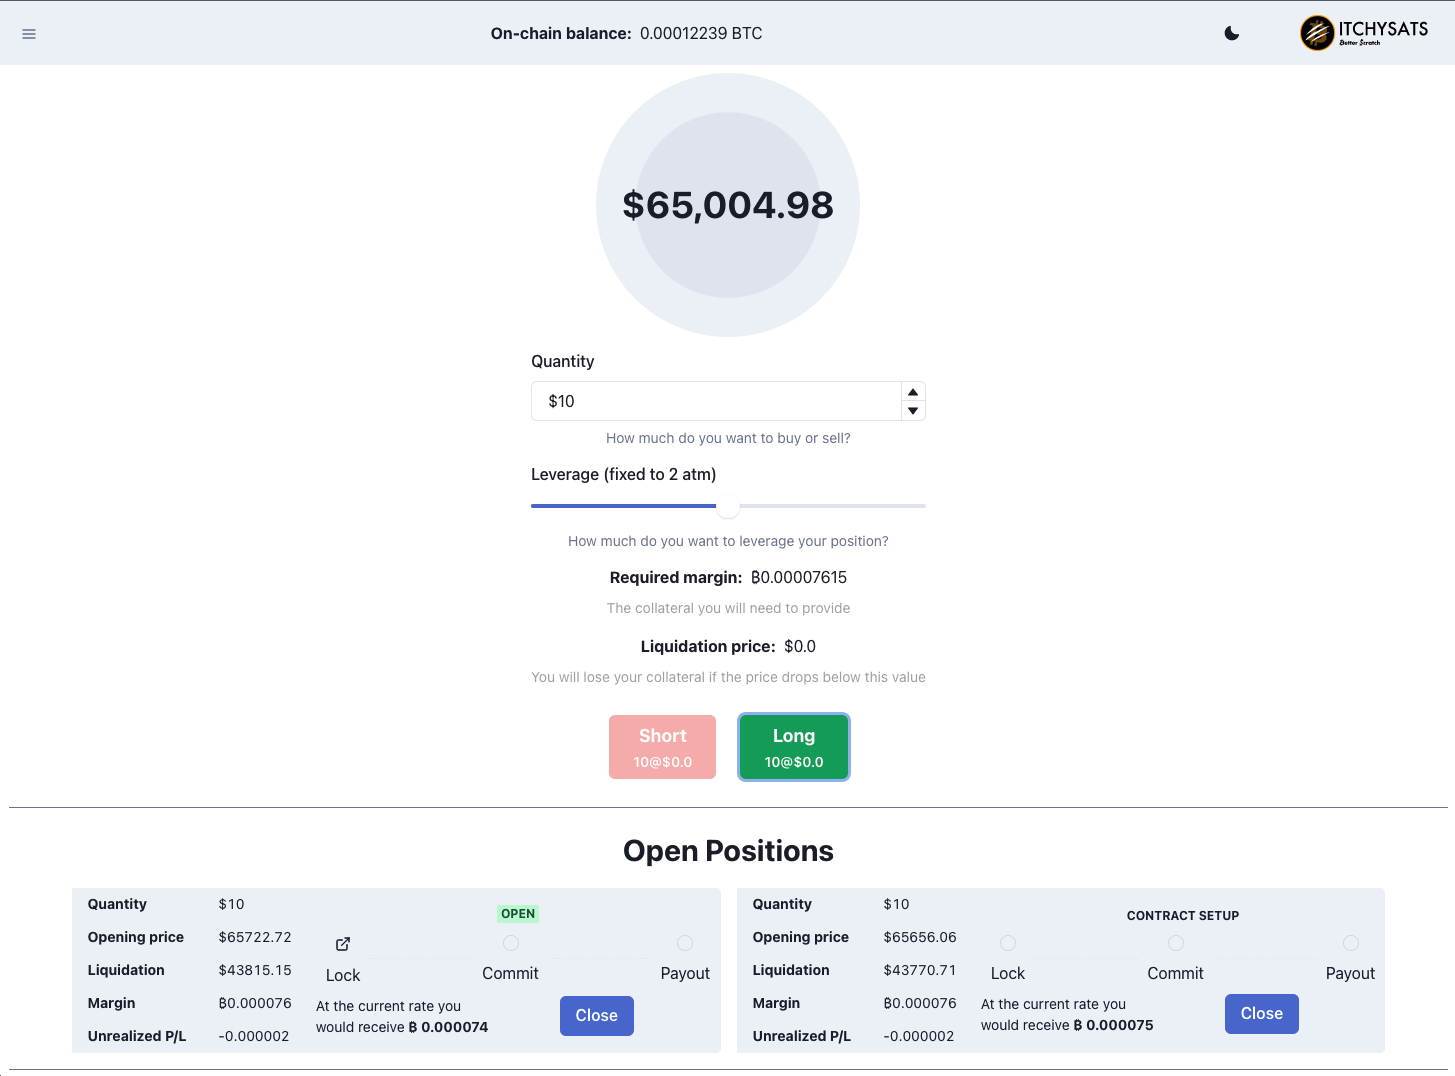 On-chain balance: 0.00012239 BTC
ITCHYSATS
Better Scratch
$65,004.98
Quantity
$10
How much do you want to buy or sell?
Leverage (fixed to 2 atm)
How much do you want to leverage your position?
Required margin: ₿0.00007615
The collateral you will need to provide
Liquidation price: $0.0
You will lose your collateral if the price drops below this value
Short
10@$0.0
Long
10@$0.0
Open Positions
Quantity $10
Opening price $65722.72
Liquidation $43815.15
Margin ₿0.000076
Unrealized P/L -0.000002
OPEN
Lock Commit Payout
At the current rate you
would receive ₿ 0.000074
Close
Quantity $10
Opening price $65656.06
Liquidation $43770.71
Margin ₿0.000076
Unrealized P/L -0.000002
CONTRACT SETUP
Lock Commit Payout
At the current rate you
would receive ₿ 0.000075
Close